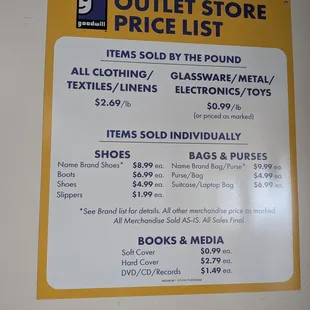 goodwill
OUTLET STORE
PRICE LIST
ITEMS SOLD BY THE POUND
ALL CLOTHING/
TEXTILES/LINENS
$2.69/lb
GLASSWARE/METAL/
ELECTRONICS/TOYS
$0.99/lb
(or priced as marked)
ITEMS SOLD INDIVIDUALLY
SHOES
Name Brand Shoes* $8.99 ea.
Boots $6.99 ea.
Shoes $4.99 ea.
Slippers $1.99 ea.
BAGS & PURSES
Name Brand Bag/Purse* $9.99 ea.
Purse/Bag $4.99 ea.
Suitcase/Laptop Bag $6.99 ea.
*See Brand list for details. All other merchandise price as marked.
All Merchandise Sold AS-IS. All Sales Final.
BOOKS & MEDIA
Soft Cover $0.99 ea.
Hard Cover $2.79 ea.
DVD/CD/Records $1.49 ea.